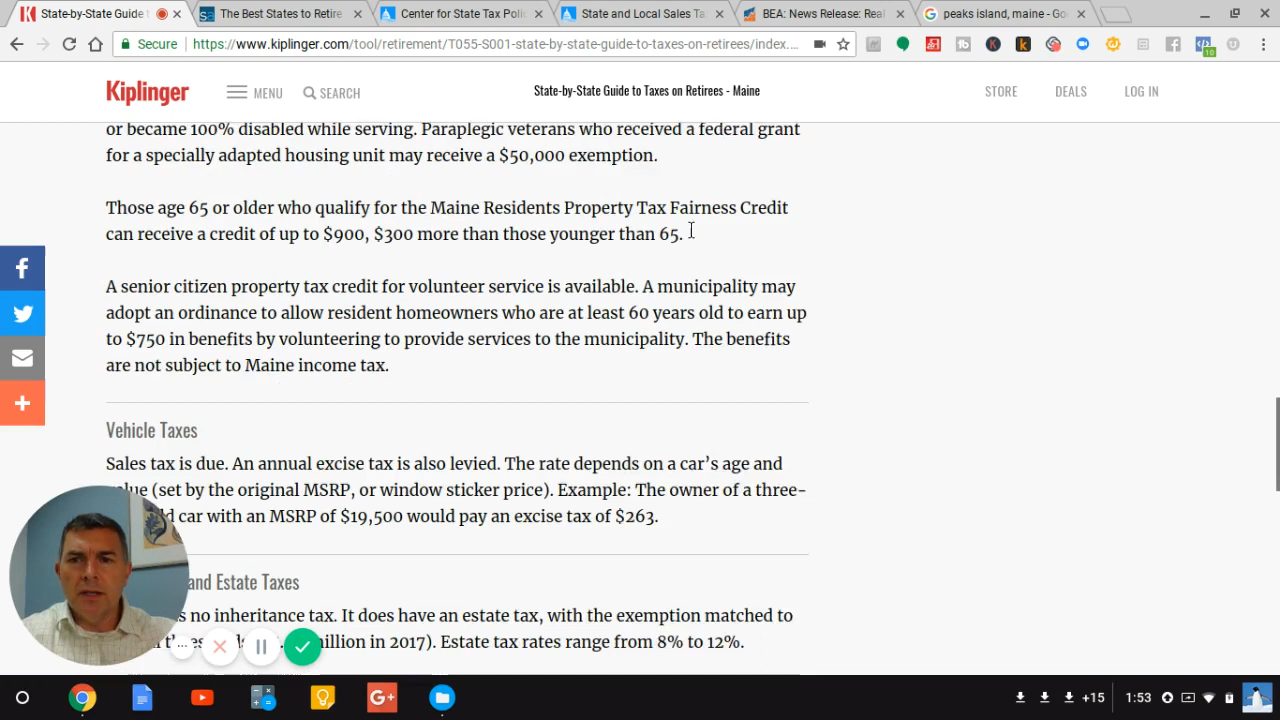 State-by-State Guide t
The Best States to Retire
Center for State Tax Poli
State and Local Sales Ta
BEA: News Release: Real
peaks island, maine - Go
Secure
https://www.kiplinger.com/tool/retirement/T055-S001-state-by-state-guide-to-taxes-on-retirees/index....
10
Kiplinger
MENU
SEARCH
State-by-State Guide to Taxes on Retirees - Maine
STORE
DEALS
LOG IN
or became 100% disabled while serving. Paraplegic veterans who received a federal grant
for a specially adapted housing unit may receive a $50,000 exemption.
Those age 65 or older who qualify for the Maine Residents Property Tax Fairness Credit
can receive a credit of up to $900, $300 more than those younger than 65.
A senior citizen property tax credit for volunteer service is available. A municipality may
adopt an ordinance to allow resident homeowners who are at least 60 years old to earn up
to $750 in benefits by volunteering to provide services to the municipality. The benefits
are not subject to Maine income tax.
Vehicle Taxes
Sales tax is due. An annual excise tax is also levied. The rate depends on a car's age and
value (set by the original MSRP, or window sticker price). Example: The owner of a three-
car with an MSRP of $19,500 would pay an excise tax of $263.
and Estate Taxes
no inheritance tax. It does have an estate tax, with the exemption matched to
million in 2017). Estate tax rates range from 8% to 12%.
+15
1:53